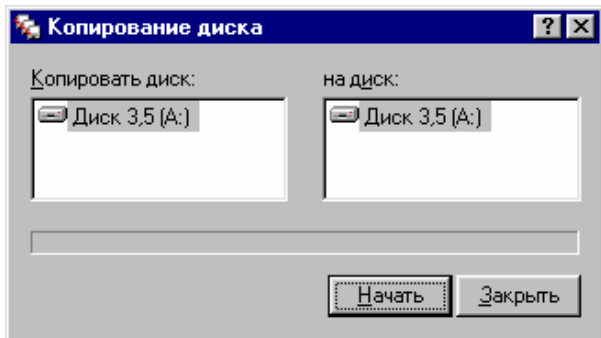 Копирование диска
Копировать диск:
на диск:
Диск 3,5 (A:)
Диск 3,5 (A:)
Начать
Закрыть